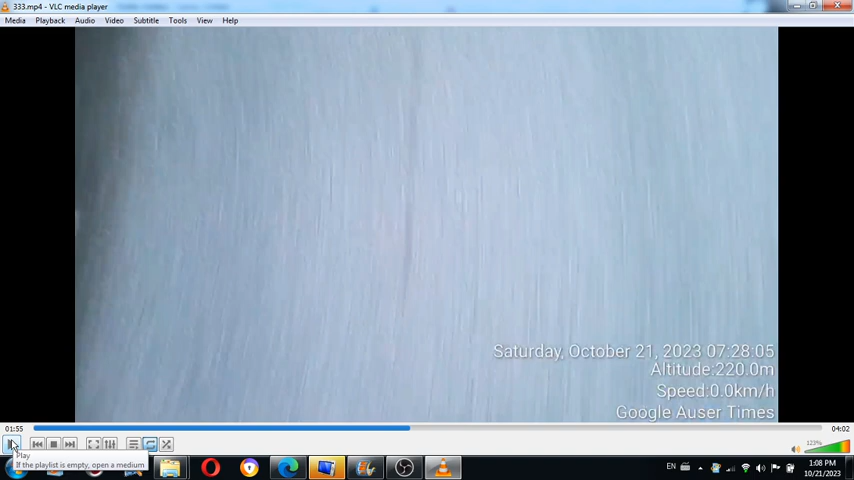 333.mp4 - VLC media player
Media Playback Audio Video Subtitle Tools View Help
Saturday, October 21, 2023 07:28:05
Altitude:220.0m
Speed:0.0km/h
Google Auser Times
01:55
04:02
123%
Play
If the playlist is empty, open a medium
EN
1:08 PM
10/21/2023